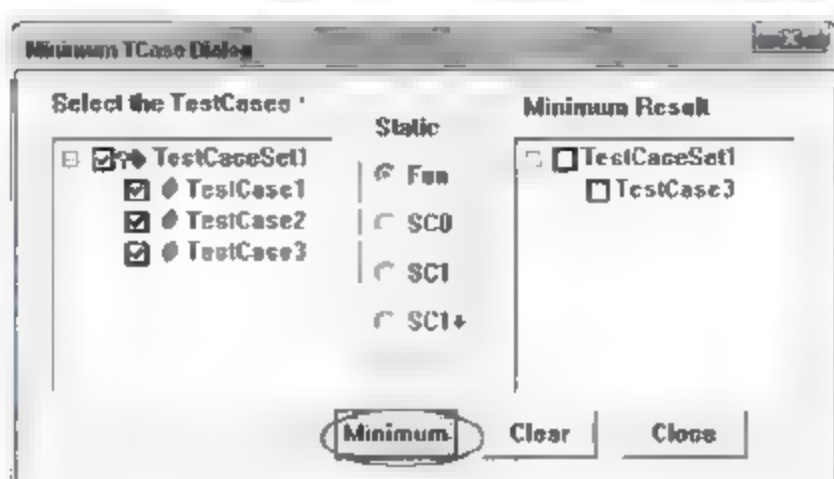 Minimum TCase Dialog
Select the TestCases
TestCaseSet1
TestCase1
TestCase2
TestCase3
Static
Fun
SC0
SC1
SC1+
Minimum Result
TestCaseSet1
TestCase3
Minimum
Clear
Close